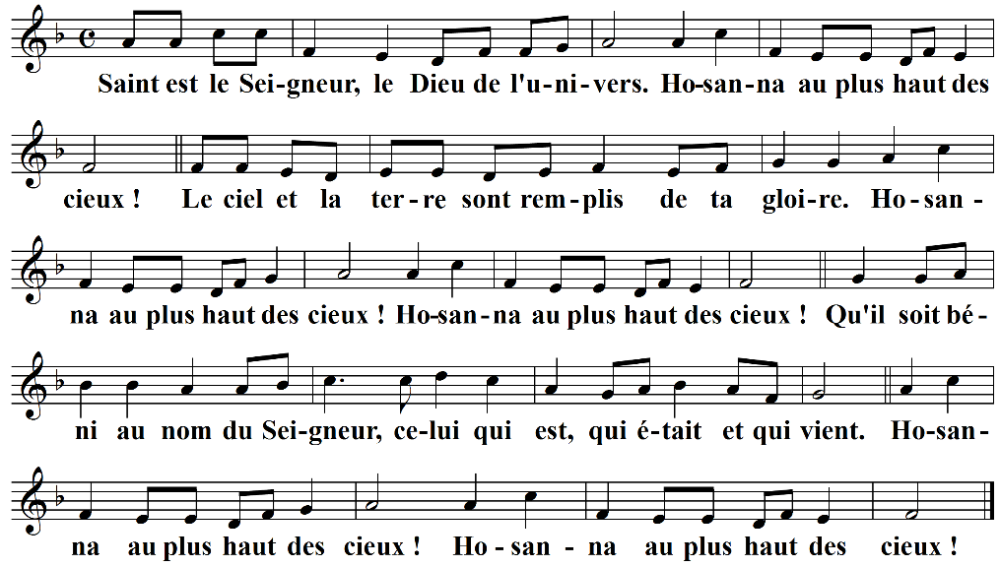 Saint est le Sei-gneur, le Dieu de l'u-ni-vers. Ho-san-na au plus haut des
cieux ! Le ciel et la ter-re sont rem-plis de ta gloi-re. Ho-san-
na au plus haut des cieux ! Ho-san-na au plus haut des cieux ! Qu'il soit bé-
ni au nom du Sei-gneur, ce-lui qui est, qui é-tait et qui vient. Ho-san-
na au plus haut des cieux ! Ho-san-na au plus haut des cieux !